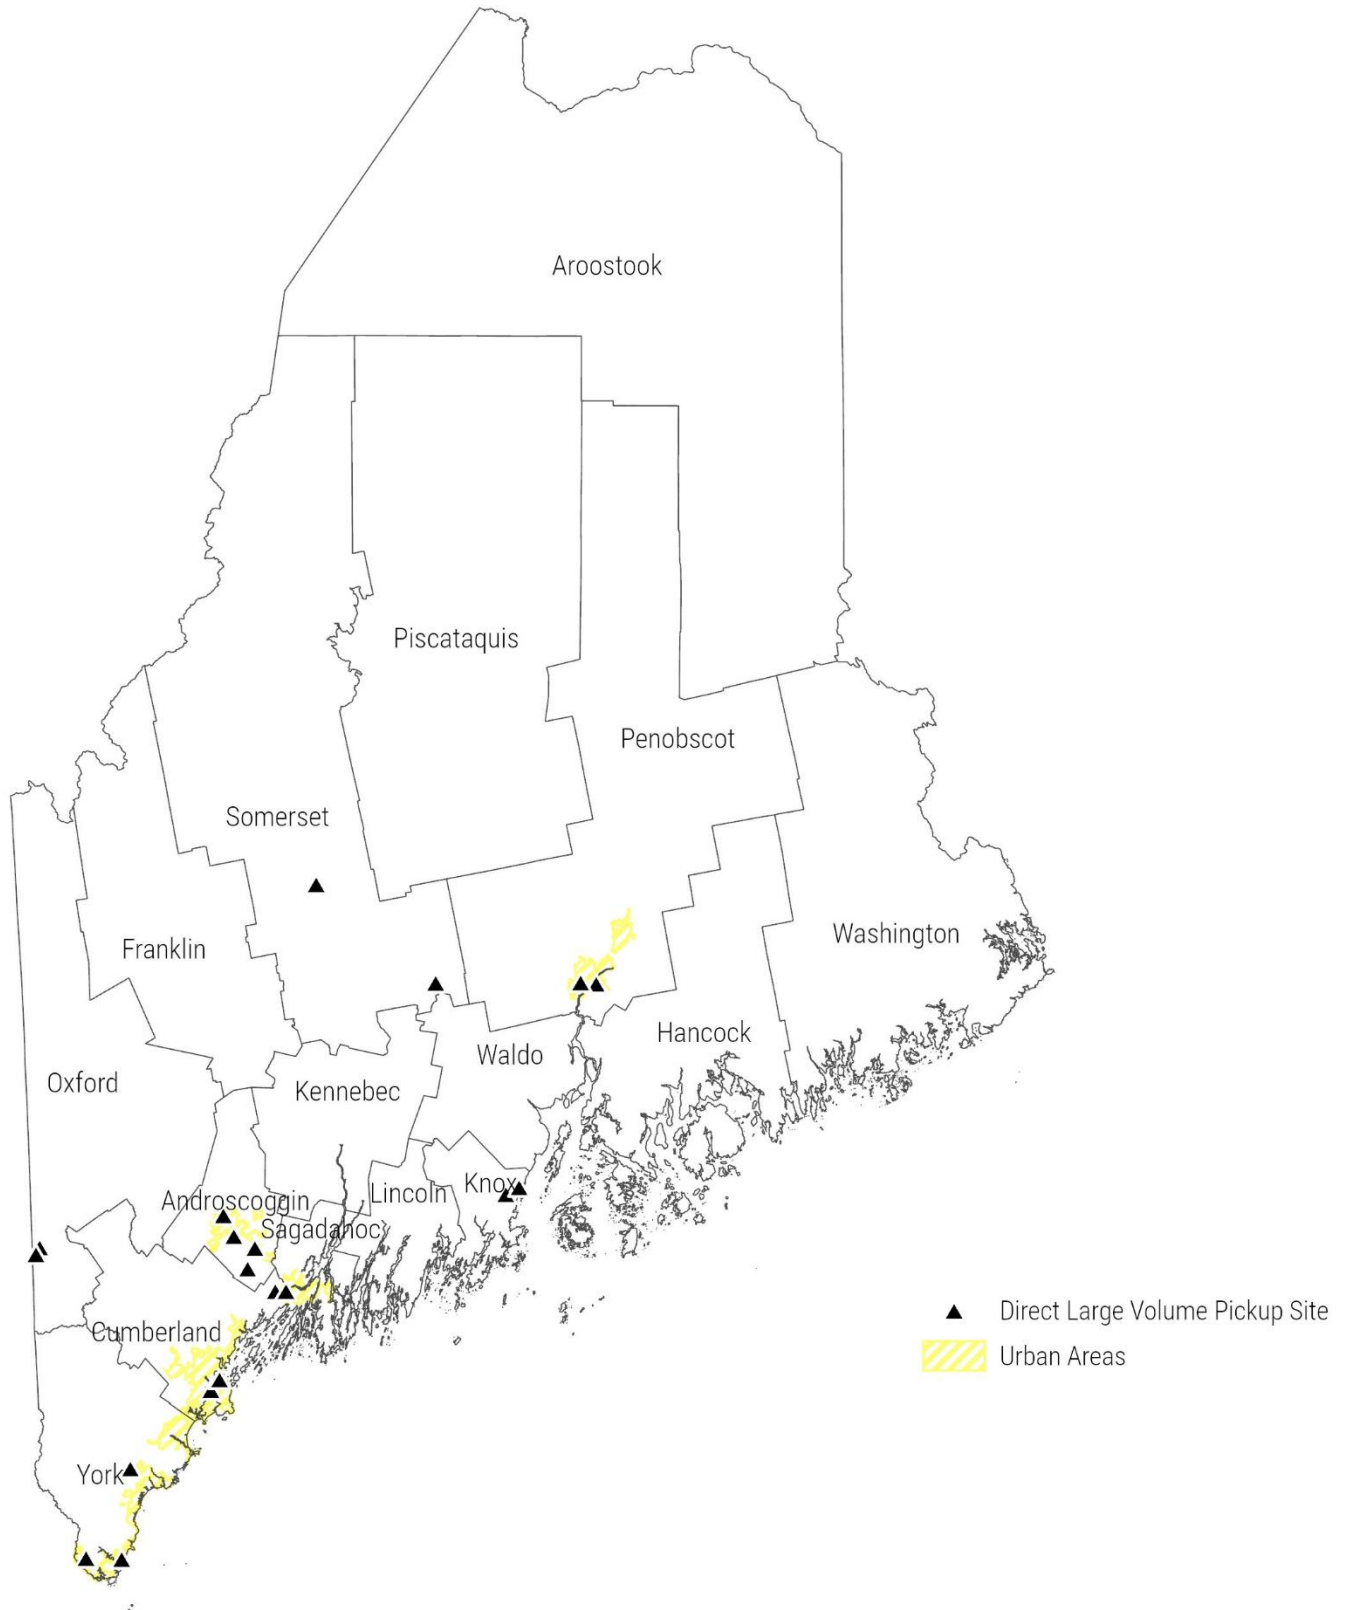 Aroostook
Piscataquis
Penobscot
Somerset
Washington
Franklin
Hancock
Waldo
Oxford
Kennebec
Knox
Lincoln
Androscoggin
Sagadahoc
Direct Large Volume Pickup Site
Cumberland
Urban Areas
York